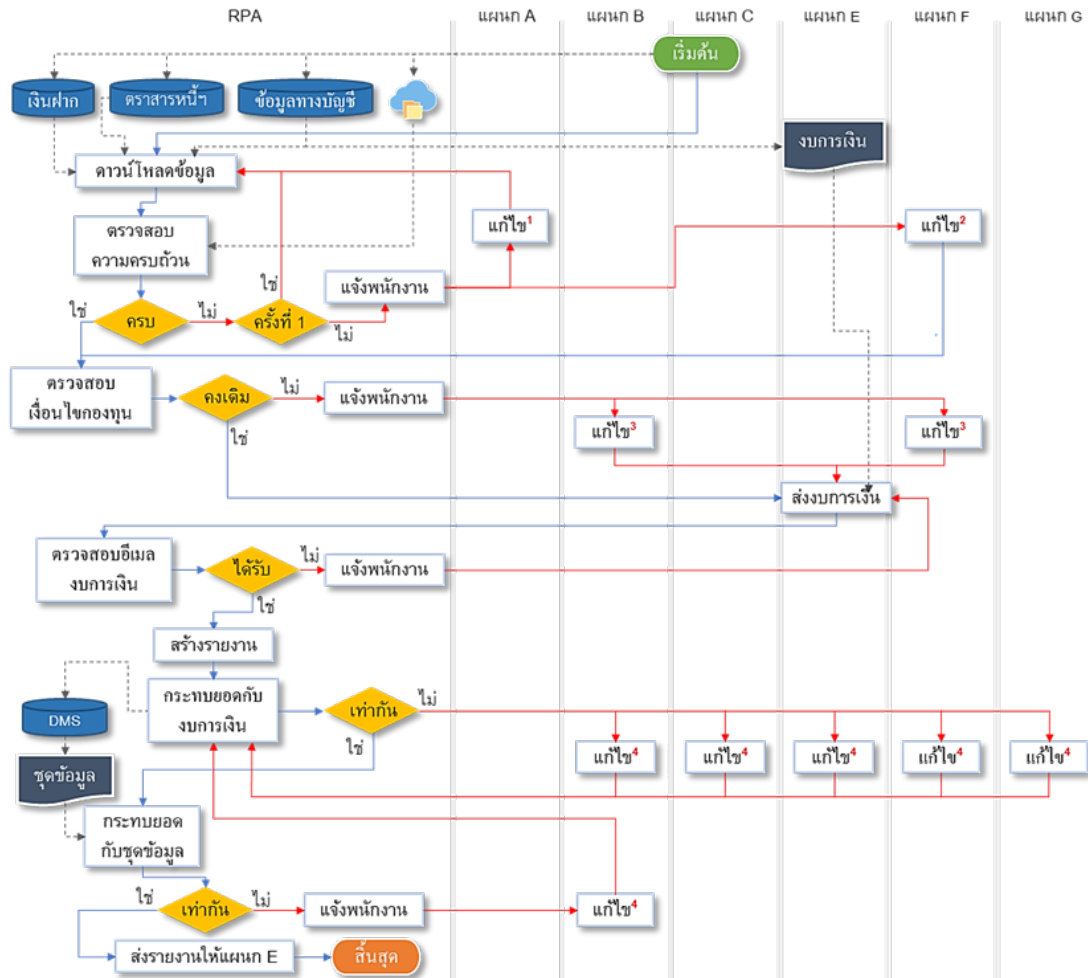 RPA แผนก A แผนก B แผนก C แผนก E แผนก F แผนก G
เริ่มต้น
เงินฝาก ตราสารหนี้ฯ ข้อมูลทางบัญชี
งบการเงิน
ดาวน์โหลดข้อมูล
ตรวจสอบ
ความครบถ้วน
แก้ไข1 แก้ไข2
ใช่
แจ้งพนักงาน
ใช่ ครบ ไม่ ครั้งที่ 1 ไม่
ตรวจสอบ
เงื่อนไขกองทุน
คงเดิม ไม่ แจ้งพนักงาน
ใช่
แก้ไข3 แก้ไข3
ส่งงบการเงิน
ตรวจสอบอีเมล
งบการเงิน
ได้รับ ไม่ แจ้งพนักงาน
ใช่
สร้างรายงาน
กระทบยอดกับ
งบการเงิน
เท่ากัน ไม่
ใช่
DMS
ชุดข้อมูล
แก้ไข4 แก้ไข4 แก้ไข4 แก้ไข4 แก้ไข4
กระทบยอด
กับชุดข้อมูล
ใช่ เท่ากัน ไม่ แจ้งพนักงาน แก้ไข4
ส่งรายงานให้แผนก E สิ้นสุด